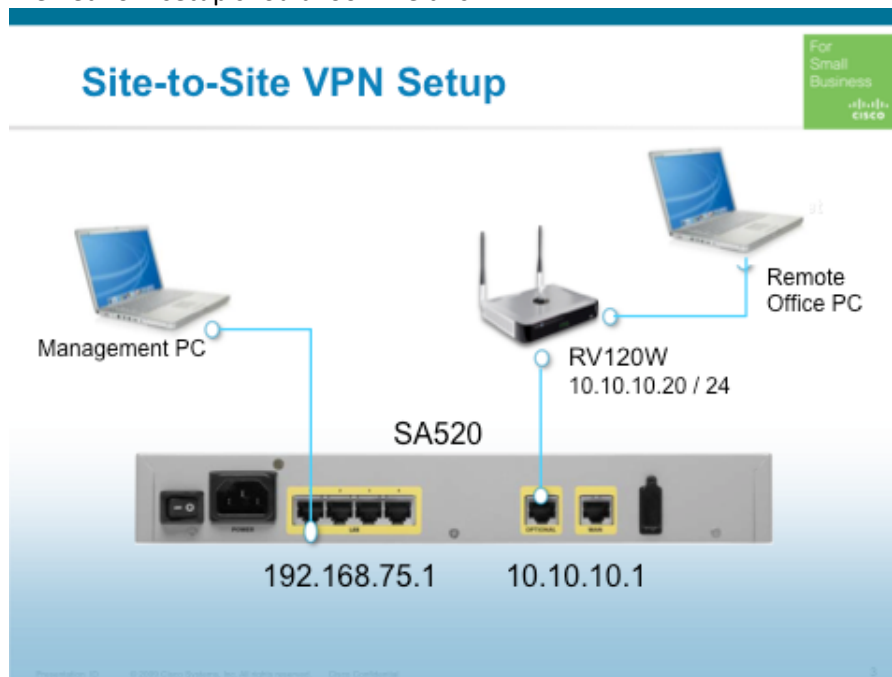 Site-to-Site VPN Setup
For
Small
Business
CISCO
Remote
Office PC
Management PC
RV120W
10.10.10.20 / 24
SA520
POWER
LAN
OPTIONAL
WAN
192.168.75.1
10.10.10.1